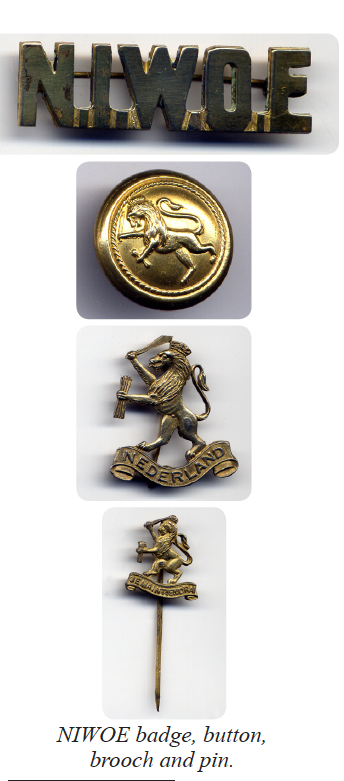 N.I.W.O.E
NEDERLAND
NIWOE badge, button,
brooch and pin.